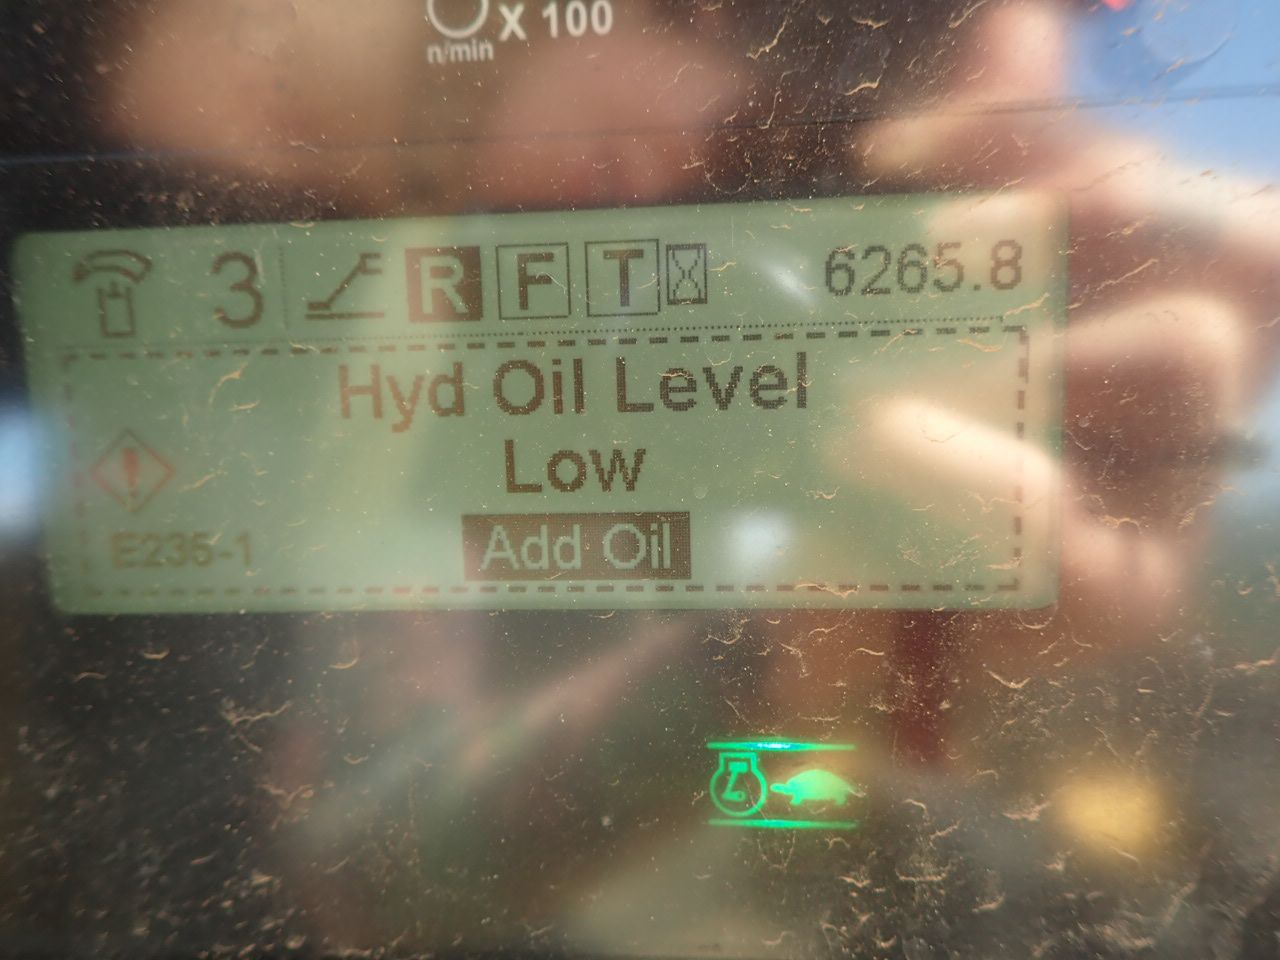 X 100
n/min
3 R F T 6265.8
Hyd Oil Level
Low
E235-1 Add Oil